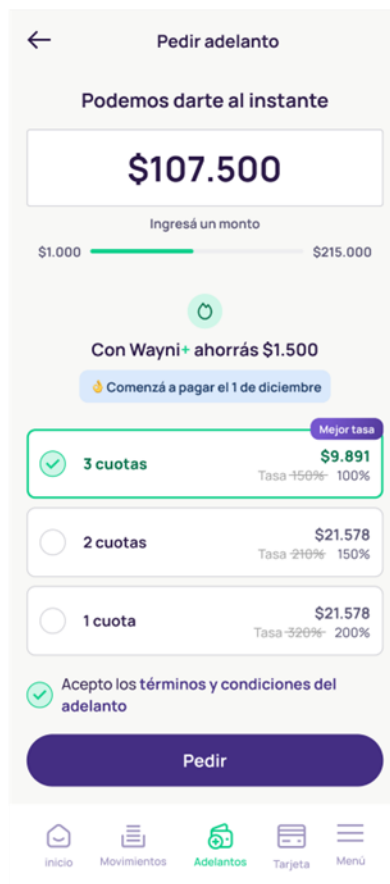 Pedir adelanto
Podemos darte al instante
$107.500
Ingresá un monto
$1.000 $215.000
Con Wayni+ ahorrás $1.500
👌 Comenzá a pagar el 1 de diciembre
Mejor tasa
3 cuotas $9.891
Tasa 150% 100%
2 cuotas $21.578
Tasa 210% 150%
1 cuota $21.578
Tasa 320% 200%
Acepto los términos y condiciones del
adelanto
Pedir
inicio Movimientos Adelantos Tarjeta Menú